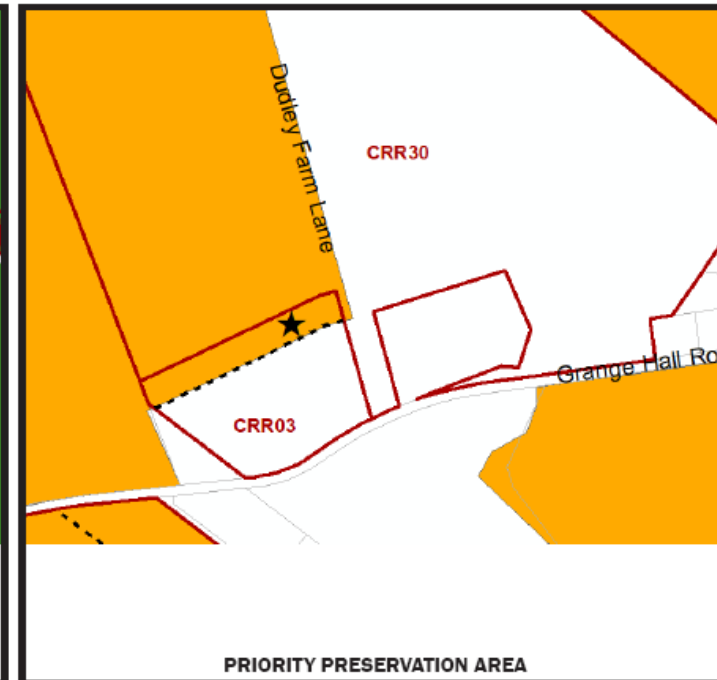 Dudley Farm Lane
CRR30
Grange Hall Ro
CRR03
PRIORITY PRESERVATION AREA